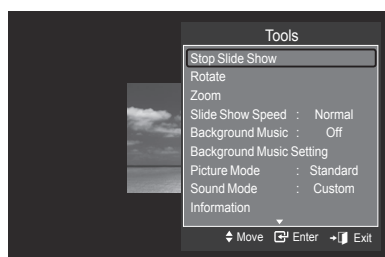 Tools
Stop Slide Show
Rotate
Zoom
Slide Show Speed : Normal
Background Music : Off
Background Music Setting
Picture Mode : Standard
Sound Mode : Custom
Information
Move Enter Exit